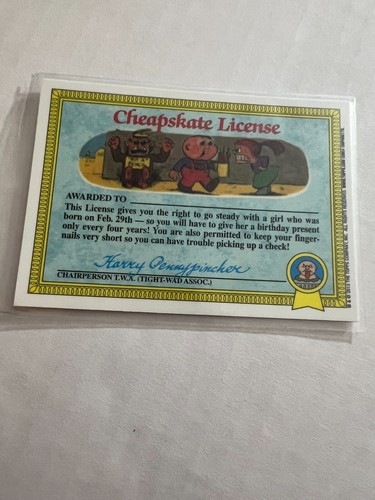 Cheapskate License
AWARDED TO
This License gives you the right to go steady with a girl who was
born on Feb. 29th — so you will have to give her a birthday present
only every four years! You are also permitted to keep your finger-
nails very short so you can have trouble picking up a check!
Harry Pennypincher
CHAIRPERSON T.W.A. (TIGHT-WAD ASSOC.)